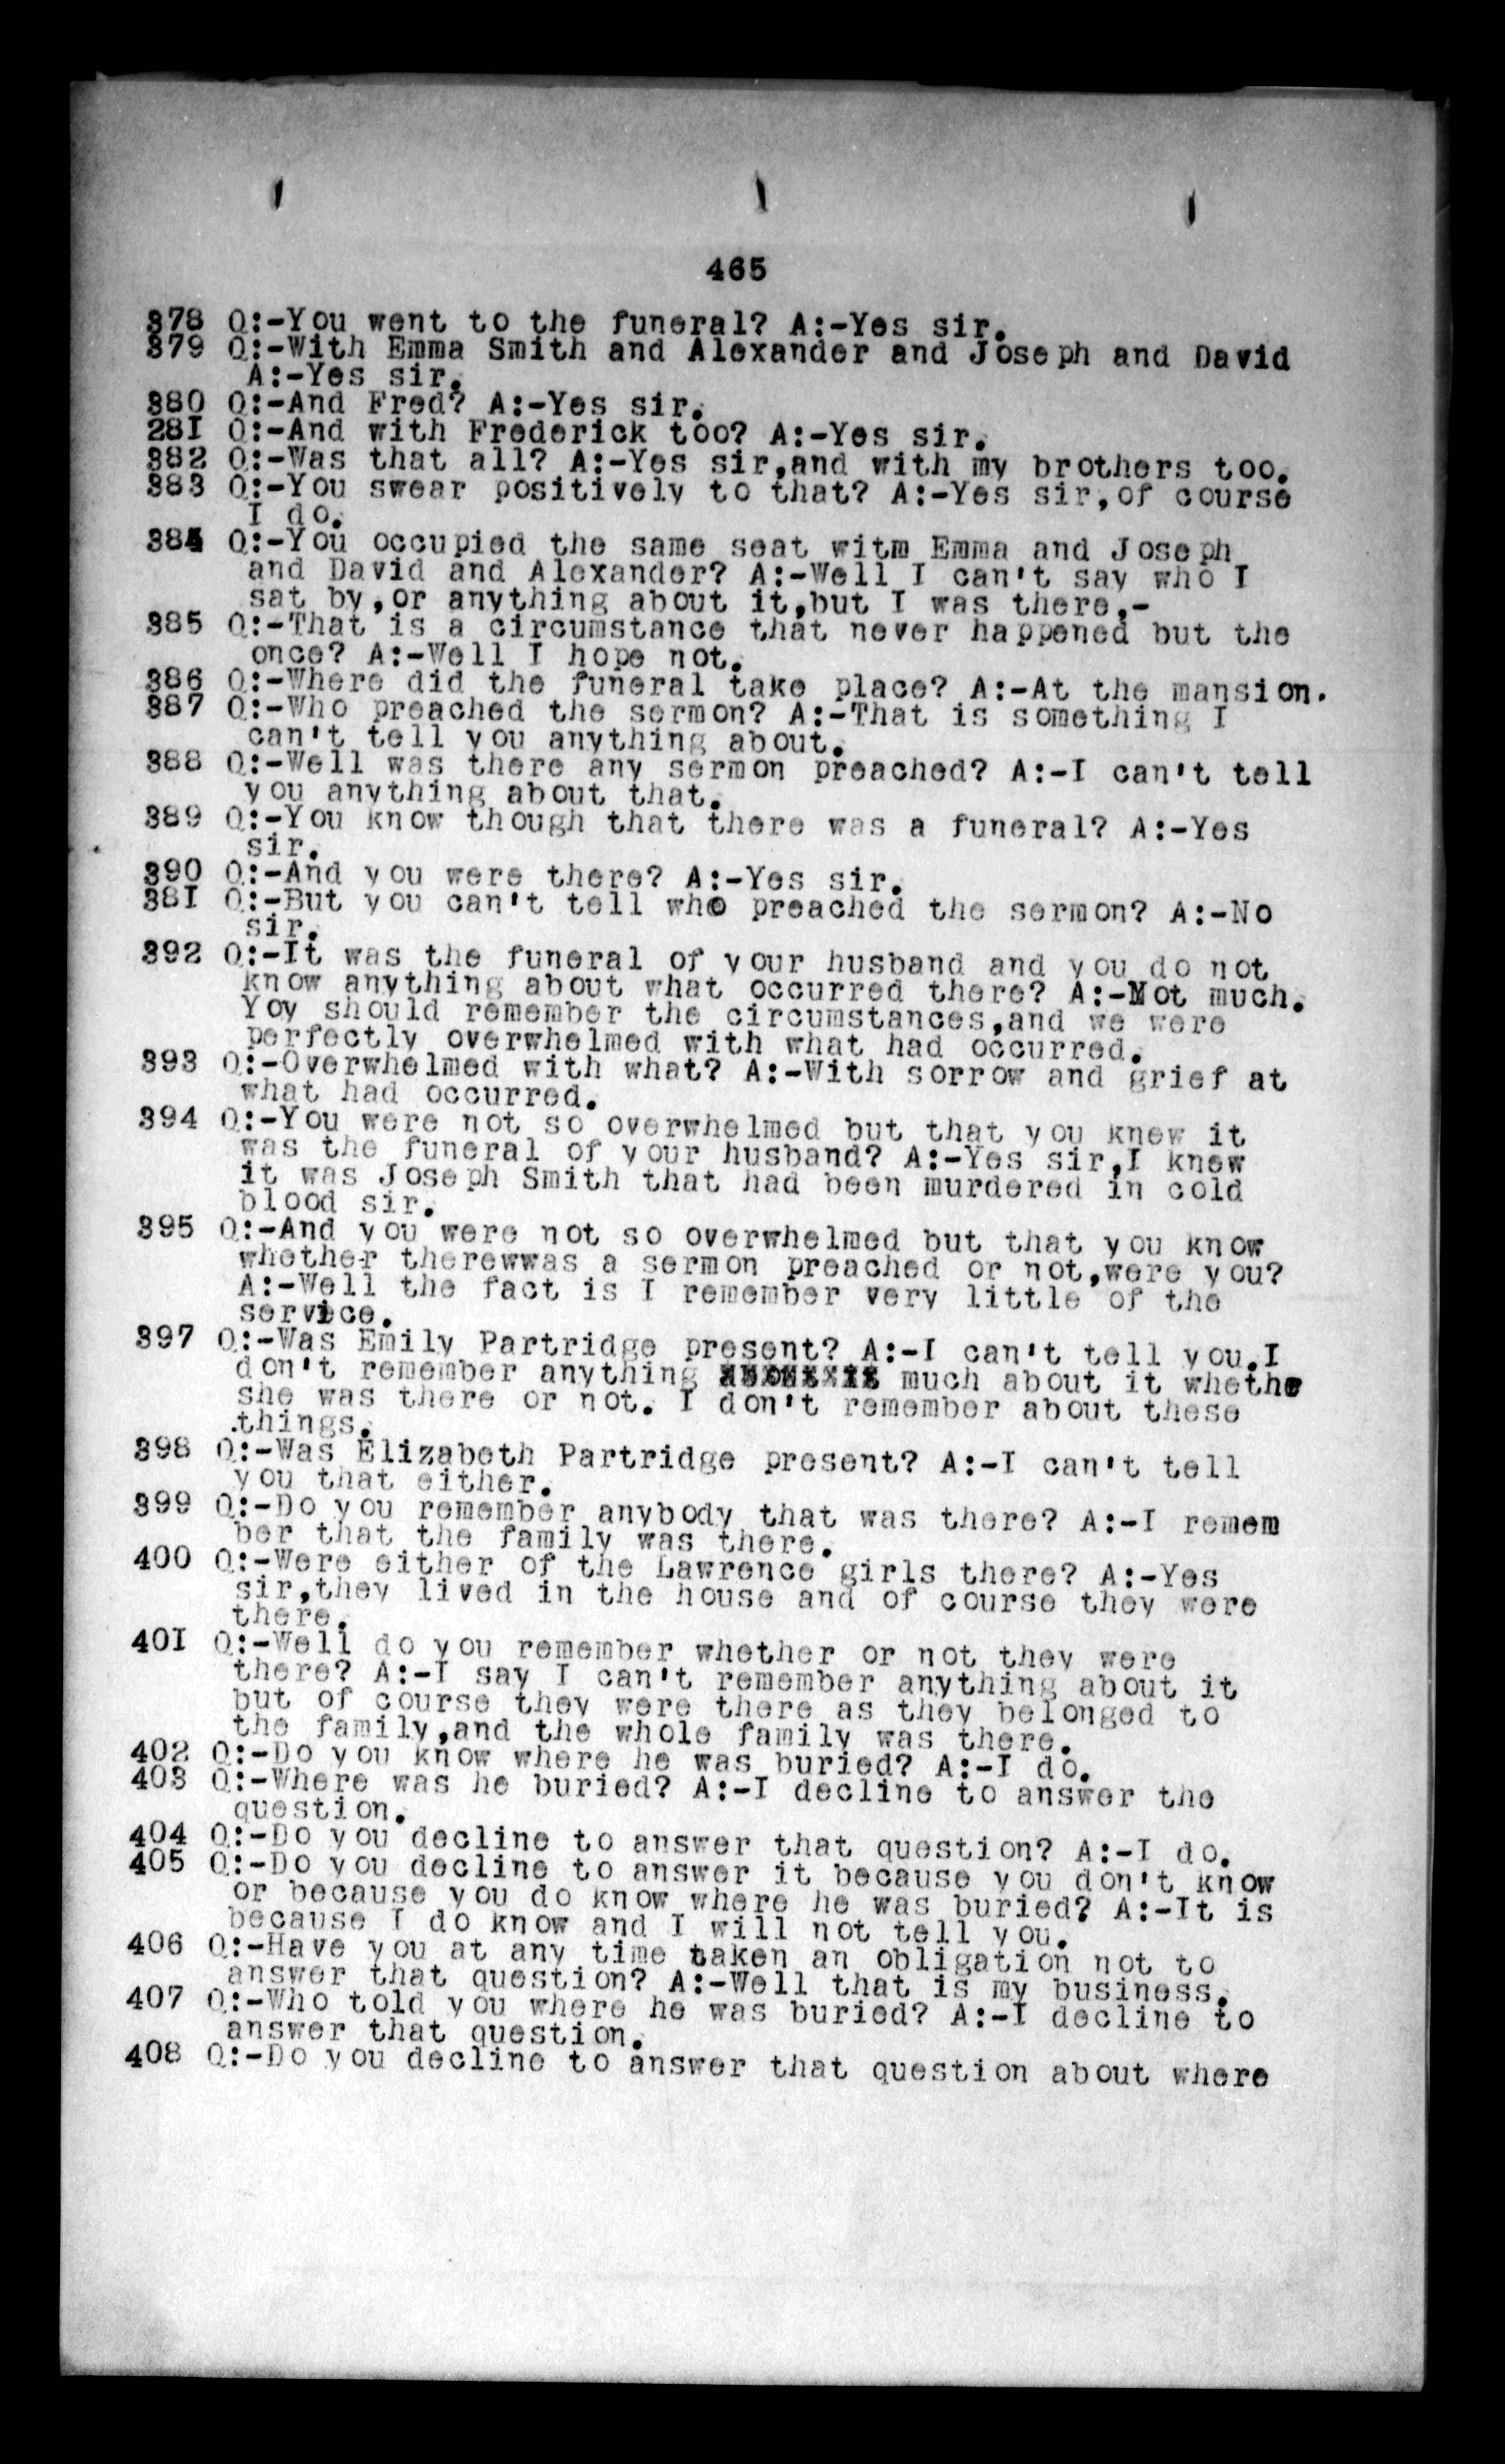 465
378 Q:-You went to the funeral? A:-Yes sir.
379 Q:-With Emma Smith and Alexander and Joseph and David
A:-Yes sir.
380 Q:-And Fred? A:-Yes sir.
281 Q:-And with Frederick too? A:-Yes sir.
382 Q:-Was that all? A:-Yes sir,and with my brothers too.
383 Q:-You swear positively to that? A:-Yes sir,of course
I do.
384 Q:-You occupied the same seat witm Emma and Joseph
and David and Alexander? A:-Well I can't say who I
sat by,or anything about it,but I was there,-
385 Q:-That is a circumstance that never happened but the
once? A:-Well I hope not.
386 Q:-Where did the funeral take place? A:-At the mansion.
387 Q:-Who preached the sermon? A:-That is something I
can't tell you anything about.
388 Q:-Well was there any sermon preached? A:-I can't tell
you anything about that.
389 Q:-You know though that there was a funeral? A:-Yes
sir.
390 Q:-And you were there? A:-Yes sir.
381 Q:-But you can't tell who preached the sermon? A:-No
sir.
392 Q:-It was the funeral of your husband and you do not
know anything about what occurred there? A:-Not much.
Yoy should remember the circumstances,and we were
perfectly overwhelmed with what had occurred.
393 Q:-Overwhelmed with what? A:-With sorrow and grief at
what had occurred.
394 Q:-You were not so overwhelmed but that you knew it
was the funeral of your husband? A:-Yes sir,I knew
it was Joseph Smith that had been murdered in cold
blood sir.
395 Q:-And you were not so overwhelmed but that you know
whether therewwas a sermon preached or not,were you?
A:-Well the fact is I remember very little of the
service.
397 Q:-Was Emily Partridge present? A:-I can't tell you.I
don't remember anything much about it whethe
she was there or not. I don't remember about these
things.
398 Q:-Was Elizabeth Partridge present? A:-I can't tell
you that either.
399 Q:-Do you remember anybody that was there? A:-I remem
ber that the family was there.
400 Q:-Were either of the Lawrence girls there? A:-Yes
sir,they lived in the house and of course they were
there.
401 Q:-Well do you remember whether or not they were
there? A:-I say I can't remember anything about it
but of course they were there as they belonged to
the family,and the whole family was there.
402 Q:-Do you know where he was buried? A:-I do.
403 Q:-Where was he buried? A:-I decline to answer the
question.
404 Q:-Do you decline to answer that question? A:-I do.
405 Q:-Do you decline to answer it because you don't know
or because you do know where he was buried? A:-It is
because I do know and I will not tell you.
406 Q:-Have you at any time taken an obligation not to
answer that question? A:-Well that is my business.
407 Q:-Who told you where he was buried? A:-I decline to
answer that question.
408 Q:-Do you decline to answer that question about where